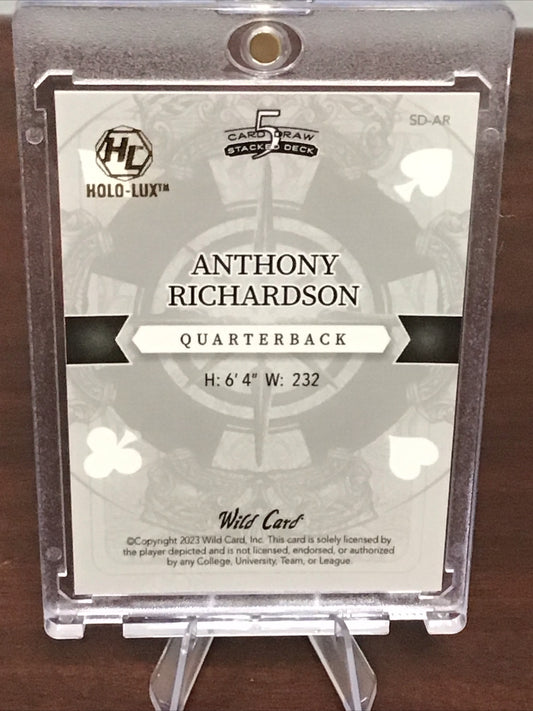 SD-AR
5
CARD DRAW
STACKED DECK
HL
HOLO-LUX™
ANTHONY
RICHARDSON
QUARTERBACK
H: 6' 4" W: 232
Wild Card
©Copyright 2023 Wild Card, Inc. This card is solely licensed by
the player depicted and is not licensed, endorsed, or authorized
by any College, University, Team, or League.